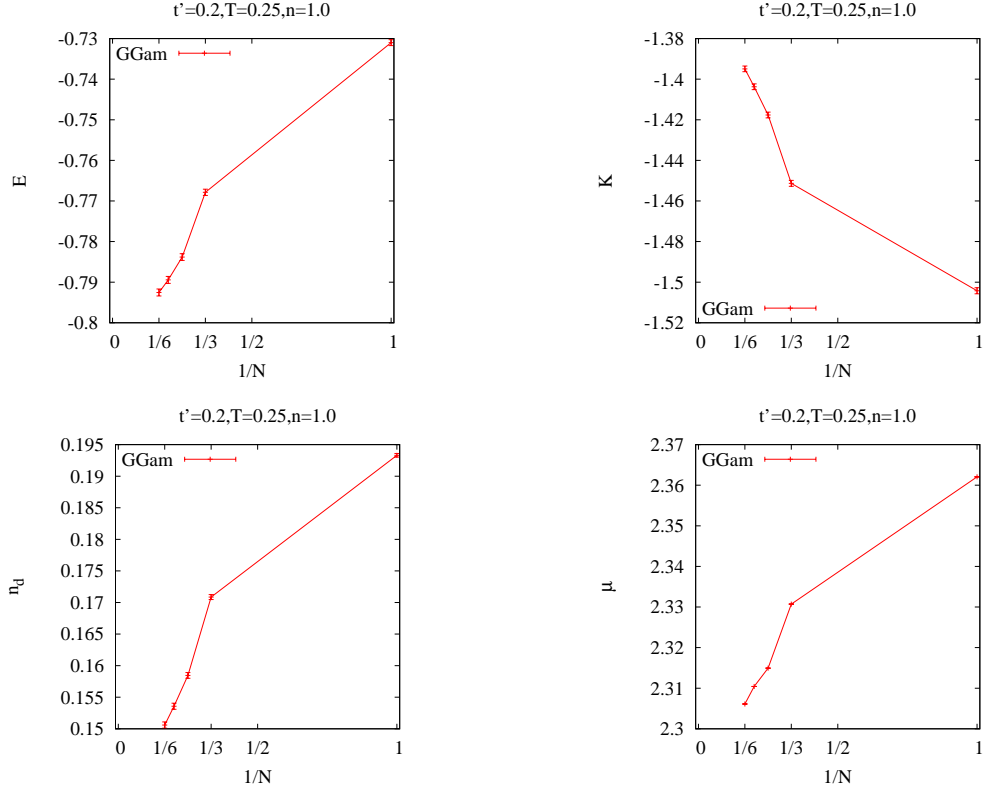 t'=0.2,T=0.25,n=1.0
-0.73
-0.74
-0.75
-0.76
-0.77
-0.78
-0.79
-0.8
E
GGam
0 1/6 1/3 1/2 1
1/N
t'=0.2,T=0.25,n=1.0
-1.38
-1.4
-1.42
-1.44
-1.46
-1.48
-1.5
-1.52
K
GGam
0 1/6 1/3 1/2 1
1/N
t'=0.2,T=0.25,n=1.0
0.195
0.19
0.185
0.18
0.175
0.17
0.165
0.16
0.155
0.15
n_d
GGam
0 1/6 1/3 1/2 1
1/N
t'=0.2,T=0.25,n=1.0
2.37
2.36
2.35
2.34
2.33
2.32
2.31
2.3
μ
GGam
0 1/6 1/3 1/2 1
1/N